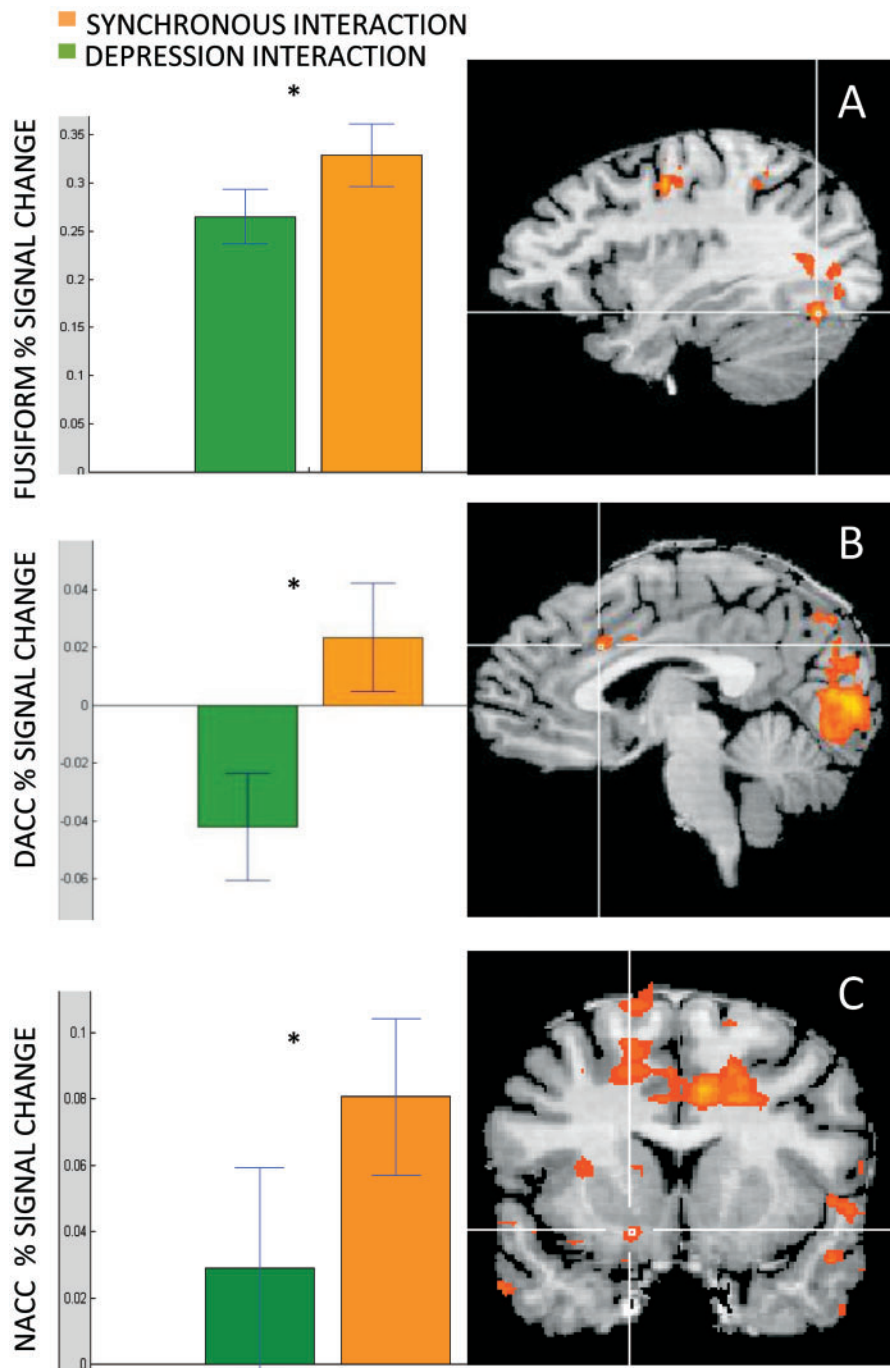 SYNCHRONOUS INTERACTION
DEPRESSION INTERACTION
FUSIFORM % SIGNAL CHANGE
*
0.35
0.3
0.25
0.2
0.15
0.1
0.05
0
A
DACC % SIGNAL CHANGE
*
0.04
0.02
0
-0.02
-0.04
-0.06
B
NACC % SIGNAL CHANGE
*
0.1
0.08
0.06
0.04
0.02
0
C